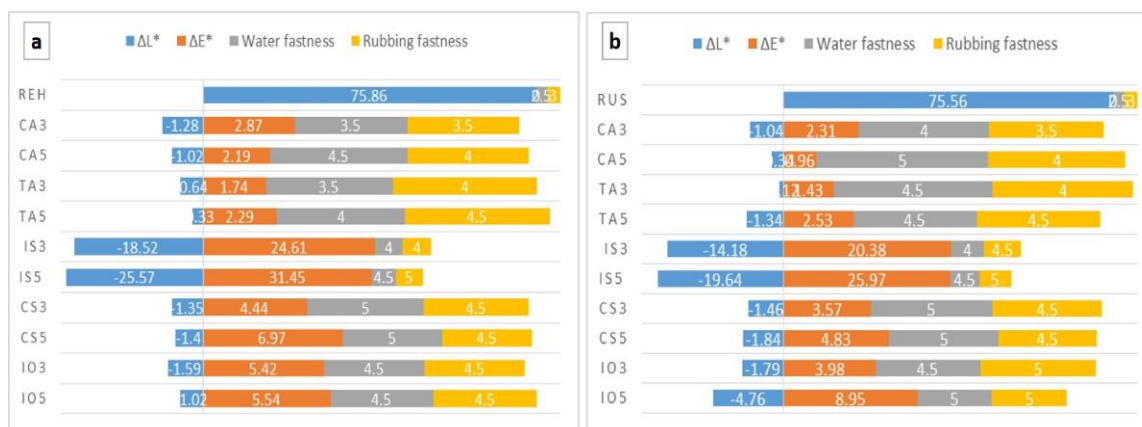 a
ΔL* ΔE* Water fastness Rubbing fastness
REH 75.86 3
CA3 -1.28 2.87 3.5 3.5
CA5 -1.02 2.19 4.5 4
TA3 0.64 1.74 3.5 4
TA5 .33 2.29 4 4.5
IS3 -18.52 24.61 4 4
IS5 -25.57 31.45 4.5 5
CS3 -1.35 4.44 5 4.5
CS5 -1.4 6.97 5 4.5
IO3 -1.59 5.42 4.5 4.5
IO5 1.02 5.54 4.5 4.5
b
ΔL* ΔE* Water fastness Rubbing fastness
RUS 75.56 3
CA3 -1.04 2.31 4 3.5
CA5 0.96 5 4
TA3 1.43 4.5 4
TA5 -1.34 2.53 4.5 4.5
IS3 -14.18 20.38 4 4.5
IS5 -19.64 25.97 4.5 5
CS3 -1.46 3.57 5 4.5
CS5 -1.84 4.83 5 4.5
IO3 -1.79 3.98 4.5 5
IO5 -4.76 8.95 5 5